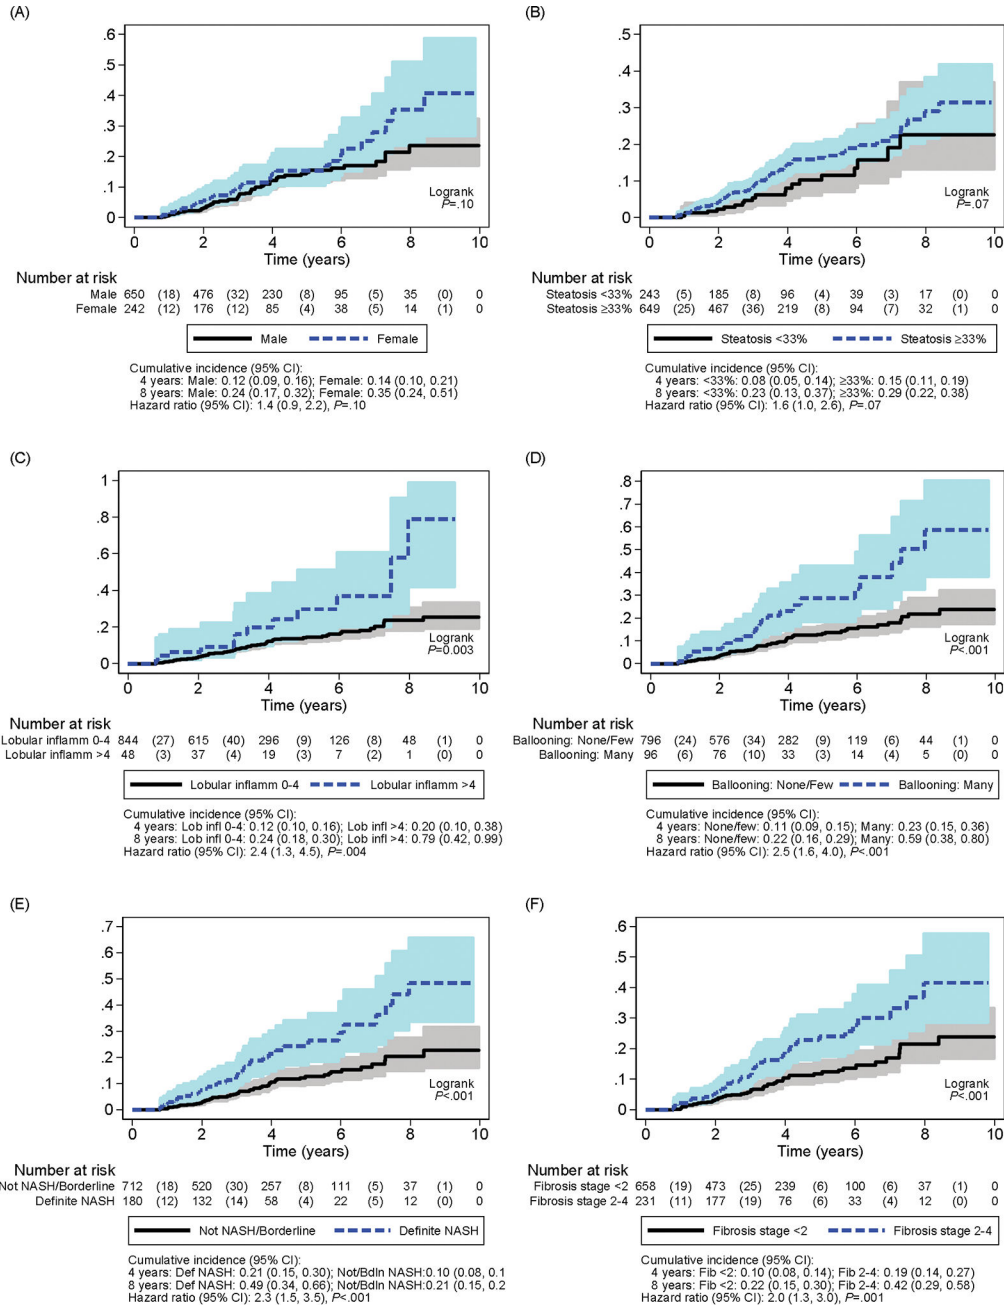 (A)
.6
.5
.4
.3
.2
.1
0
Logrank
P=.10
0 2 4 6 8 10
Time (years)
Number at risk
Male 650 (18) 476 (32) 230 (8) 95 (5) 35 (0) 0
Female 242 (12) 176 (12) 85 (4) 38 (5) 14 (1) 0
Male Female
Cumulative incidence (95% CI):
4 years: Male: 0.12 (0.09, 0.16); Female: 0.14 (0.10, 0.21)
8 years: Male: 0.24 (0.17, 0.32); Female: 0.35 (0.24, 0.51)
Hazard ratio (95% CI): 1.4 (0.9, 2.2), P=.10
(B)
.5
.4
.3
.2
.1
0
Logrank
P=.07
0 2 4 6 8 10
Time (years)
Number at risk
Steatosis <33% 243 (5) 185 (8) 96 (4) 39 (3) 17 (0) 0
Steatosis ≥33% 649 (25) 467 (36) 219 (8) 94 (7) 32 (1) 0
Steatosis <33% Steatosis ≥33%
Cumulative incidence (95% CI):
4 years: <33%: 0.08 (0.05, 0.14); ≥33%: 0.15 (0.11, 0.19)
8 years: <33%: 0.23 (0.13, 0.37); ≥33%: 0.29 (0.22, 0.38)
Hazard ratio (95% CI): 1.6 (1.0, 2.6), P=.07
(C)
1
.8
.6
.4
.2
0
Logrank
P=0.003
0 2 4 6 8 10
Time (years)
Number at risk
Lobular inflamm 0-4 844 (27) 615 (40) 296 (9) 126 (8) 48 (1) 0
Lobular inflamm >4 48 (3) 37 (4) 19 (3) 7 (2) 1 (0) 0
Lobular inflamm 0-4 Lobular inflamm >4
Cumulative incidence (95% CI):
4 years: Lob infl 0-4: 0.12 (0.10, 0.16); Lob infl >4: 0.20 (0.10, 0.38)
8 years: Lob infl 0-4: 0.24 (0.18, 0.30); Lob infl >4: 0.79 (0.42, 0.99)
Hazard ratio (95% CI): 2.4 (1.3, 4.5), P=.004
(D)
.8
.7
.6
.5
.4
.3
.2
.1
0
Logrank
P<.001
0 2 4 6 8 10
Time (years)
Number at risk
Ballooning: None/Few 796 (24) 576 (34) 282 (9) 119 (6) 44 (1) 0
Ballooning: Many 96 (6) 76 (10) 33 (3) 14 (4) 5 (0) 0
Ballooning: None/Few Ballooning: Many
Cumulative incidence (95% CI):
4 years: None/few: 0.11 (0.09, 0.15); Many: 0.23 (0.15, 0.36)
8 years: None/few: 0.22 (0.16, 0.29); Many: 0.59 (0.38, 0.80)
Hazard ratio (95% CI): 2.5 (1.6, 4.0), P<.001
(E)
.7
.6
.5
.4
.3
.2
.1
0
Logrank
P<.001
0 2 4 6 8 10
Time (years)
Number at risk
Not NASH/Borderline 712 (18) 520 (30) 257 (8) 111 (5) 37 (1) 0
Definite NASH 180 (12) 132 (14) 58 (4) 22 (5) 12 (0) 0
Not NASH/Borderline Definite NASH
Cumulative incidence (95% CI):
4 years: Def NASH: 0.21 (0.15, 0.30); Not/Bdln NASH:0.10 (0.08, 0.1
8 years: Def NASH: 0.49 (0.34, 0.66); Not/Bdln NASH:0.21 (0.15, 0.2
Hazard ratio (95% CI): 2.3 (1.5, 3.5), P<.001
(F)
.6
.5
.4
.3
.2
.1
0
Logrank
P<.001
0 2 4 6 8 10
Time (years)
Number at risk
Fibrosis stage <2 658 (19) 473 (25) 239 (6) 100 (6) 37 (1) 0
Fibrosis stage 2-4 231 (11) 177 (19) 76 (6) 33 (4) 12 (0) 0
Fibrosis stage <2 Fibrosis stage 2-4
Cumulative incidence (95% CI):
4 years: Fib <2: 0.10 (0.08, 0.14); Fib 2-4: 0.19 (0.14, 0.27)
8 years: Fib <2: 0.22 (0.15, 0.30); Fib 2-4: 0.42 (0.29, 0.58)
Hazard ratio (95% CI): 2.0 (1.3, 3.0), P=.001